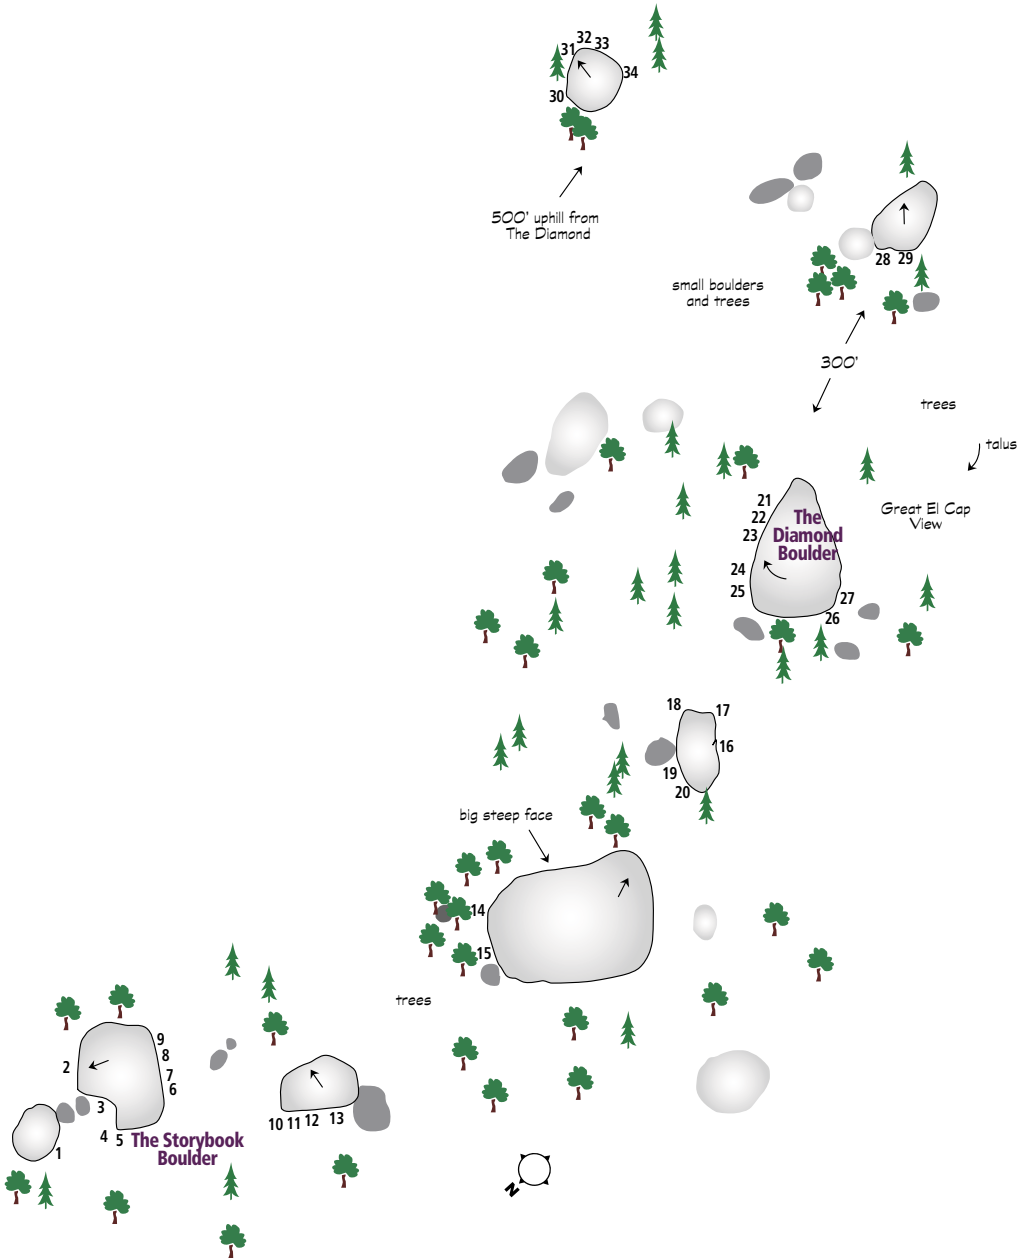 32
33
31
34
30
500' uphill from
The Diamond
28
29
small boulders
and trees
300'
trees
talus
21
22
23
24
25
The
Diamond
Boulder
Great El Cap
View
27
26
18
17
16
19
20
big steep face
14
15
trees
2
9
8
7
6
3
4
5
1
The Storybook
Boulder
10
11
12
13
N